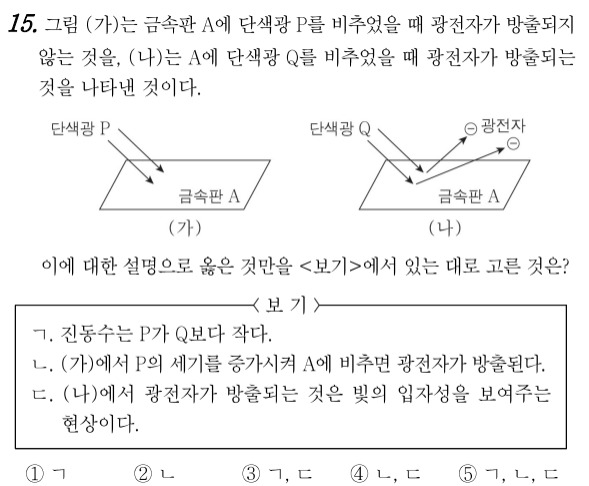 15. 그림 (가)는 금속판 A에 단색광 P를 비추었을 때 광전자가 방출되지
않는 것을, (나)는 A에 단색광 Q를 비추었을 때 광전자가 방출되는
것을 나타낸 것이다.
단색광 P
금속판 A
(가)
단색광 Q
⊖ 광전자
⊖
금속판 A
(나)
이에 대한 설명으로 옳은 것만을 <보기>에서 있는 대로 고른 것은?
<보 기>
ㄱ. 진동수는 P가 Q보다 작다.
ㄴ. (가)에서 P의 세기를 증가시켜 A에 비추면 광전자가 방출된다.
ㄷ. (나)에서 광전자가 방출되는 것은 빛의 입자성을 보여주는
현상이다.
① ㄱ ② ㄴ ③ ㄱ, ㄷ ④ ㄴ, ㄷ ⑤ ㄱ, ㄴ, ㄷ